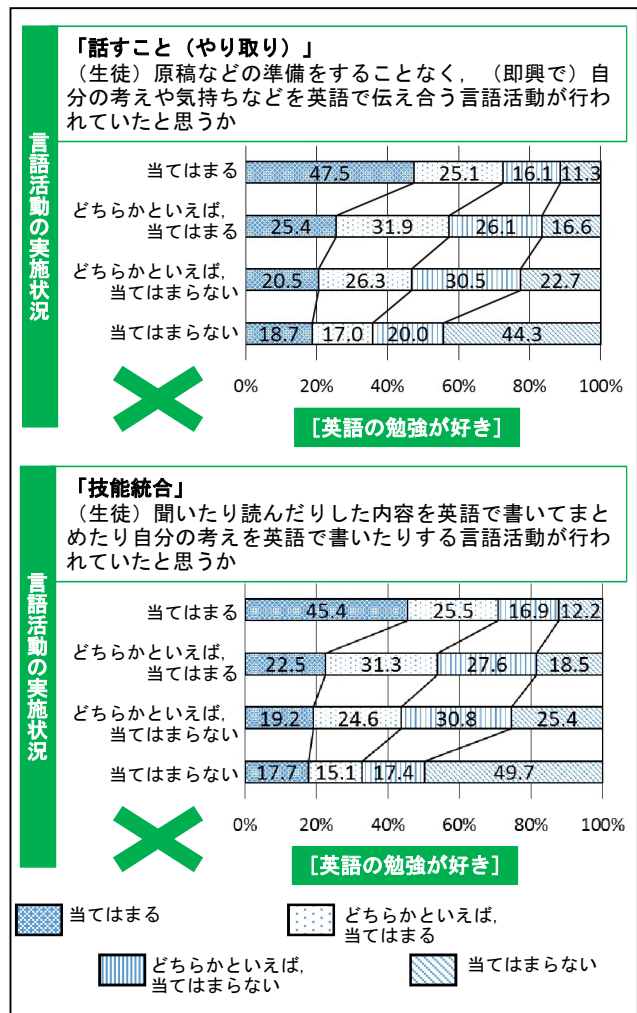 「話すこと（やり取り）」
（生徒）原稿などの準備をすることなく，（即興で）自
分の考えや気持ちなどを英語で伝え合う言語活動が行わ
れていたと思うか
言語活動の実施状況
当てはまる
47.5 25.1 16.1 11.3
どちらかといえば，
当てはまる
25.4 31.9 26.1 16.6
どちらかといえば，
当てはまらない
20.5 26.3 30.5 22.7
当てはまらない
18.7 17.0 20.0 44.3
0% 20% 40% 60% 80% 100%
［英語の勉強が好き］
「技能統合」
（生徒）聞いたり読んだりした内容を英語で書いてまと
めたり自分の考えを英語で書いたりする言語活動が行わ
れていたと思うか
言語活動の実施状況
当てはまる
45.4 25.5 16.9 12.2
どちらかといえば，
当てはまる
22.5 31.3 27.6 18.5
どちらかといえば，
当てはまらない
19.2 24.6 30.8 25.4
当てはまらない
17.7 15.1 17.4 49.7
0% 20% 40% 60% 80% 100%
［英語の勉強が好き］
当てはまる
どちらかといえば，
当てはまる
どちらかといえば，
当てはまらない
当てはまらない